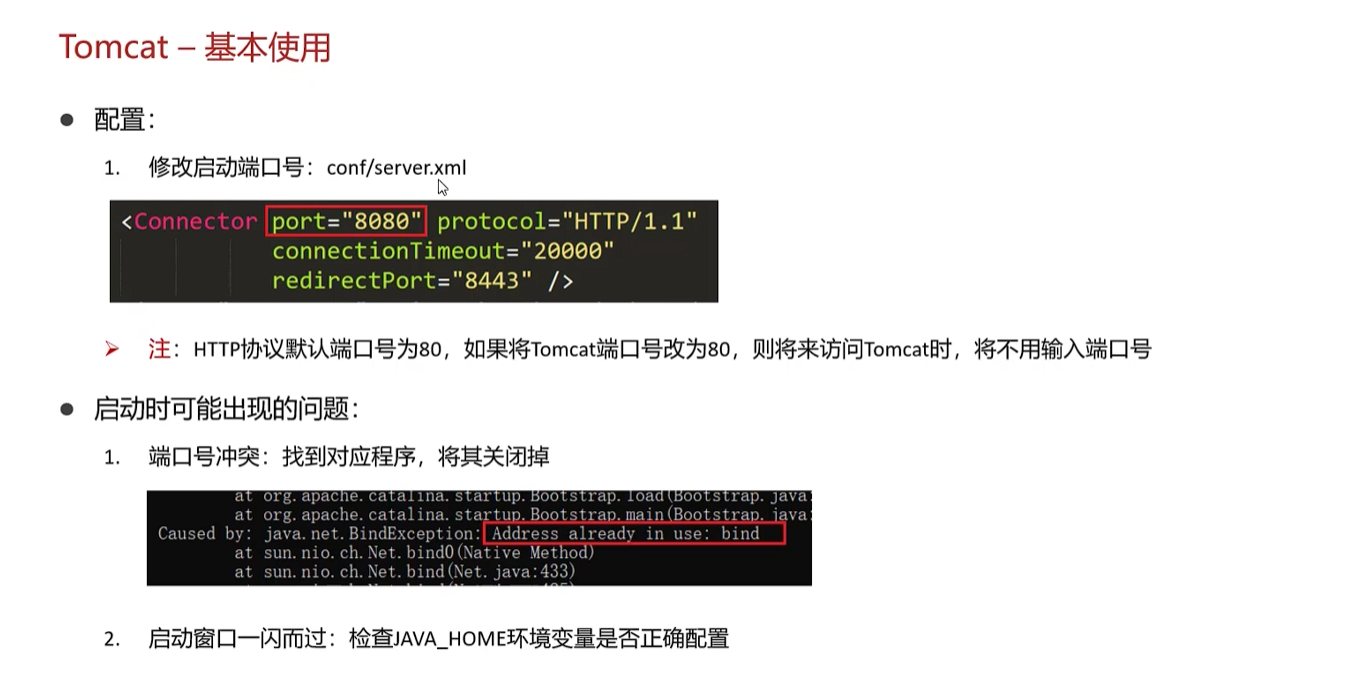 Tomcat – 基本使用
● 配置：
1. 修改启动端口号：conf/server.xml
<Connector port="8080" protocol="HTTP/1.1"
connectionTimeout="20000"
redirectPort="8443" />
➢ 注：HTTP协议默认端口号为80，如果将Tomcat端口号改为80，则将来访问Tomcat时，将不用输入端口号
● 启动时可能出现的问题：
1. 端口号冲突：找到对应程序，将其关闭掉
at org.apache.catalina.startup.Bootstrap.load(Bootstrap.java:
at org.apache.catalina.startup.Bootstrap.main(Bootstrap.java:
Caused by: java.net.BindException: Address already in use: bind
at sun.nio.ch.Net.bind0(Native Method)
at sun.nio.ch.Net.bind(Net.java:433)
2. 启动窗口一闪而过：检查JAVA_HOME环境变量是否正确配置